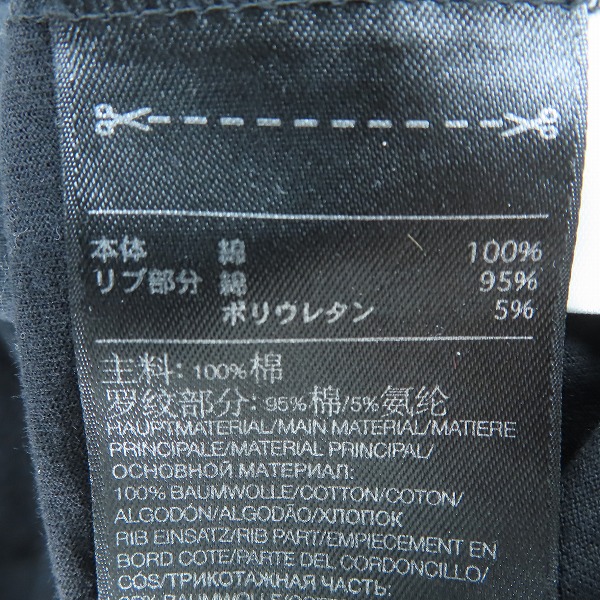 本体 綿 100%
リブ部分 綿 95%
ポリウレタン 5%
主料: 100%棉
罗纹部分: 95%棉/5%氨纶
HAUPTMATERIAL/MAIN MATERIAL/MATIERE
PRINCIPALE/MATERIAL PRINCIPAL/
ОСНОВНОЙ МАТЕРИАЛ:
100% BAUMWOLLE/COTTON/COTON/
ALGODÓN/ALGODÃO/ХЛОПОК
RIB EINSATZ/RIB PART/EMPIECEMENT EN
BORD COTE/PARTE DEL CORDONCILLO/
CÓS/ТРИКОТАЖНАЯ ЧАСТЬ: